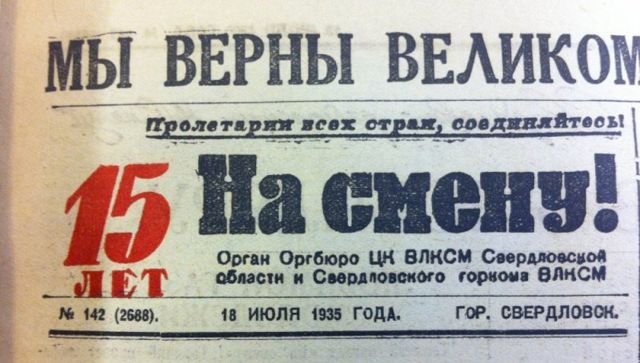 МЫ ВЕРНЫ ВЕЛИКОМ
Пролетарии всех стран, соединяйтесь!
15
ЛЕТ
На смену!
Орган Оргбюро ЦК ВЛКСМ Свердловской
области и Свердловского горкома ВЛКСМ
№ 142 (2688).
18 ИЮЛЯ 1935 ГОДА.
ГОР. СВЕРДЛОВСК.